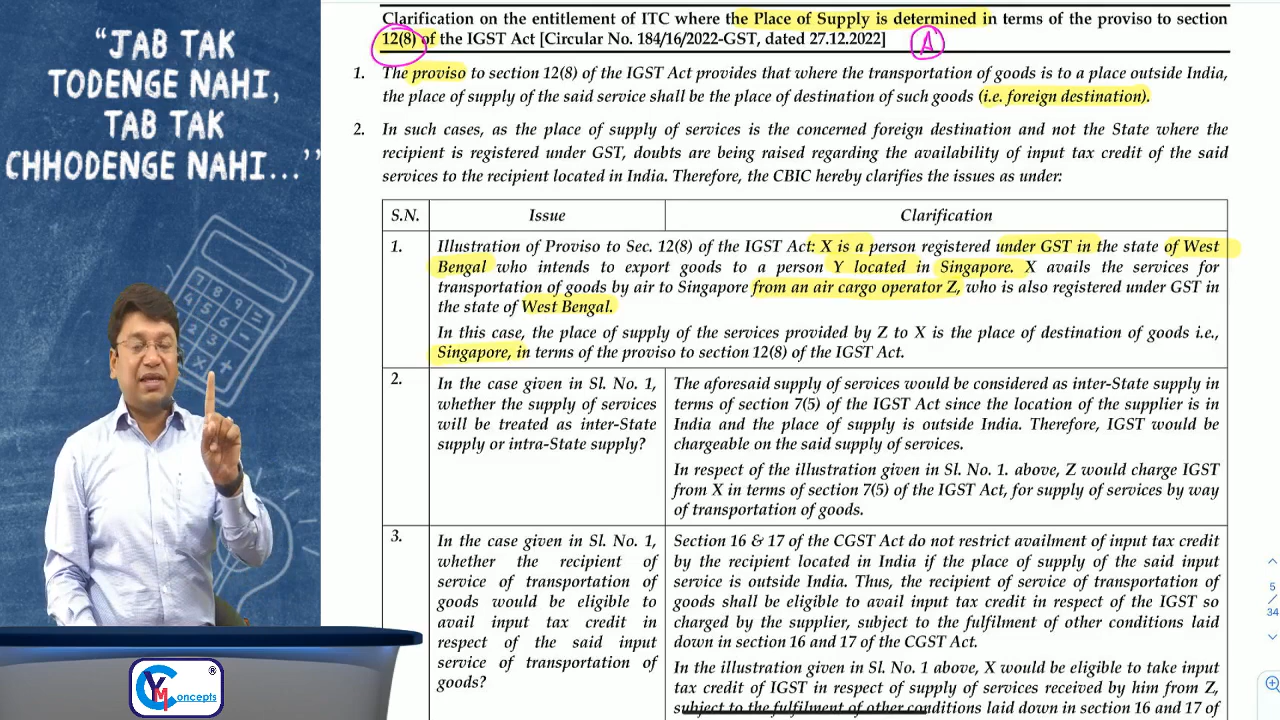 “JAB TAK
TODENGE NAHI,
TAB TAK
CHHODENGE NAHI...’’
Clarification on the entitlement of ITC where the Place of Supply is determined in terms of the proviso to section
12(8) of the IGST Act [Circular No. 184/16/2022-GST, dated 27.12.2022]
A
1. The proviso to section 12(8) of the IGST Act provides that where the transportation of goods is to a place outside India,
the place of supply of the said service shall be the place of destination of such goods (i.e. foreign destination).
2. In such cases, as the place of supply of services is the concerned foreign destination and not the State where the
recipient is registered under GST, doubts are being raised regarding the availability of input tax credit of the said
services to the recipient located in India. Therefore, the CBIC hereby clarifies the issues as under:
S.N. Issue Clarification
1. Illustration of Proviso to Sec. 12(8) of the IGST Act: X is a person registered under GST in the state of West
Bengal who intends to export goods to a person Y located in Singapore. X avails the services for
transportation of goods by air to Singapore from an air cargo operator Z, who is also registered under GST in
the state of West Bengal.
In this case, the place of supply of the services provided by Z to X is the place of destination of goods i.e.,
Singapore, in terms of the proviso to section 12(8) of the IGST Act.
2. In the case given in Sl. No. 1,
whether the supply of services
will be treated as inter-State
supply or intra-State supply?
The aforesaid supply of services would be considered as inter-State supply in
terms of section 7(5) of the IGST Act since the location of the supplier is in
India and the place of supply is outside India. Therefore, IGST would be
chargeable on the said supply of services.
In respect of the illustration given in Sl. No. 1. above, Z would charge IGST
from X in terms of section 7(5) of the IGST Act, for supply of services by way
of transportation of goods.
3. In the case given in Sl. No. 1,
whether the recipient of
service of transportation of
goods would be eligible to
avail input tax credit in
respect of the said input
service of transportation of
goods?
Section 16 & 17 of the CGST Act do not restrict availment of input tax credit
by the recipient located in India if the place of supply of the said input
service is outside India. Thus, the recipient of service of transportation of
goods shall be eligible to avail input tax credit in respect of the IGST so
charged by the supplier, subject to the fulfilment of other conditions laid
down in section 16 and 17 of the CGST Act.
In the illustration given in Sl. No 1 above, X would be eligible to take input
tax credit of IGST in respect of supply of services received by him from Z,
subject to the fulfilment of other conditions laid down in section 16 and 17 of
5
/
34
7 8 9 ÷
4 5 6 -
YM Concepts ®